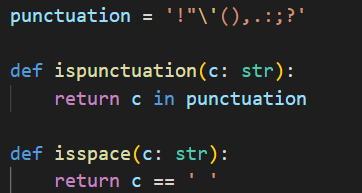 punctuation = '!"\'(),.:;?'
def ispunctuation(c: str):
    return c in punctuation
def isspace(c: str):
    return c == ' '